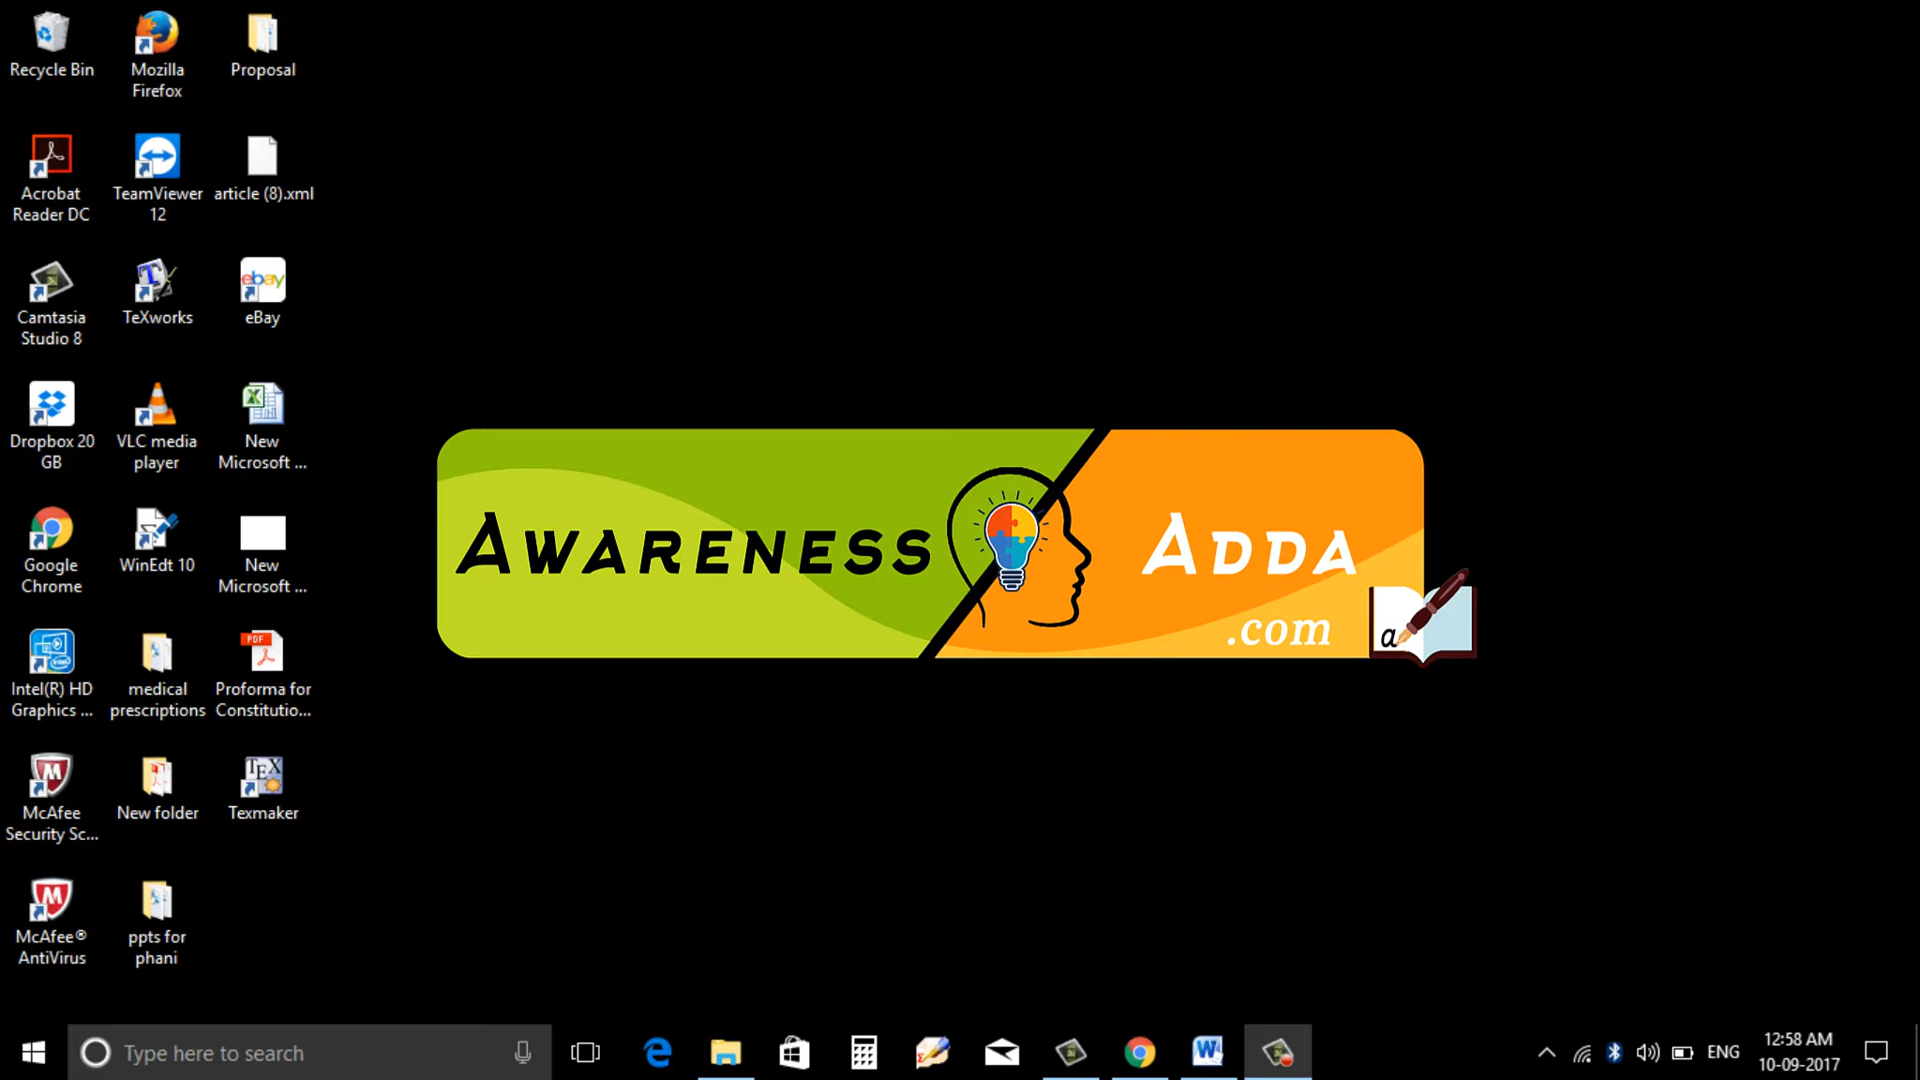 Recycle Bin
Mozilla
Firefox
Proposal
Acrobat
Reader DC
TeamViewer
12
article (8).xml
Camtasia
Studio 8
TeXworks
ebay
eBay
Dropbox 20
GB
VLC media
player
New
Microsoft ...
Google
Chrome
WinEdt 10
New
Microsoft ...
Intel(R) HD
Graphics ...
medical
prescriptions
PDF
Proforma for
Constitutio...
McAfee
Security Sc...
New folder
TEX
Texmaker
McAfee®
AntiVirus
ppts for
phani
AWARENESS
ADDA
.com
a
Type here to search
ENG
12:58 AM
10-09-2017